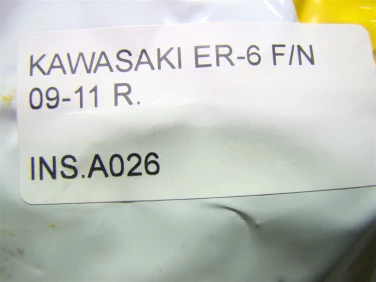 KAWASAKI ER-6 F/N
09-11 R.
INS.A026